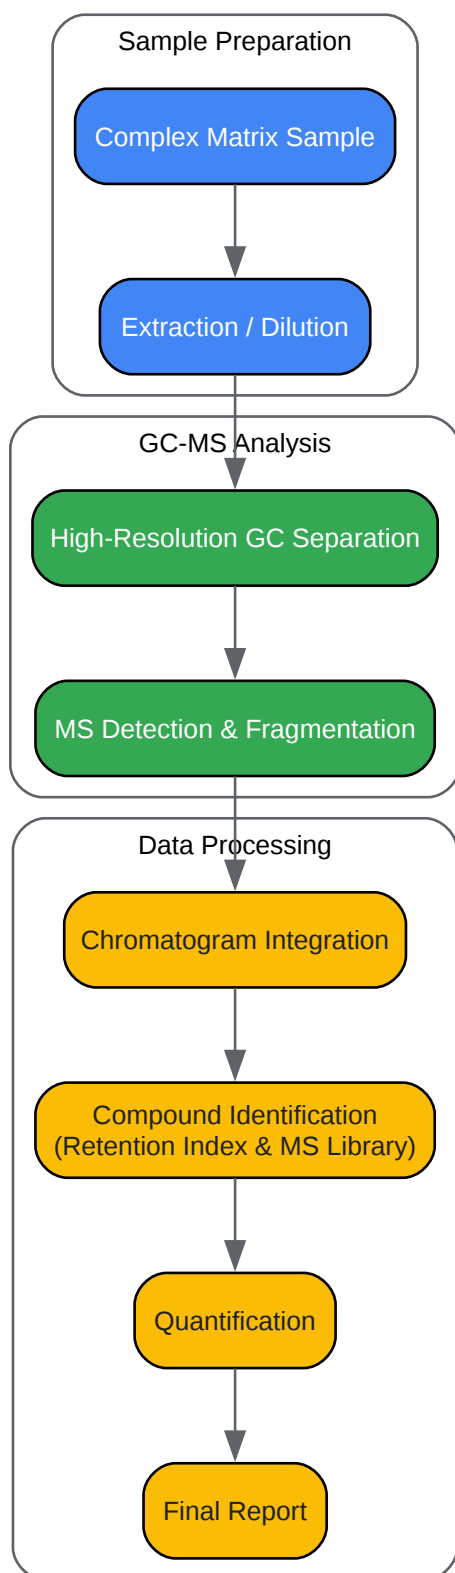 Sample Preparation
Complex Matrix Sample
Extraction / Dilution
GC-MS Analysis
High-Resolution GC Separation
MS Detection & Fragmentation
Data Processing
Chromatogram Integration
Compound Identification
(Retention Index & MS Library)
Quantification
Final Report